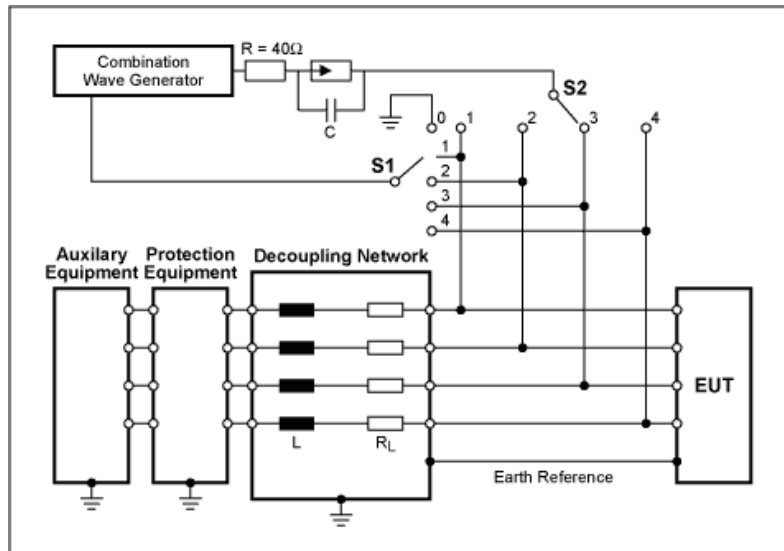 Combination
Wave Generator
R = 40Ω
C
S2
0
1
2
3
4
S1
1
2
3
4
Auxilary
Equipment
Protection
Equipment
Decoupling Network
L
RL
EUT
Earth Reference